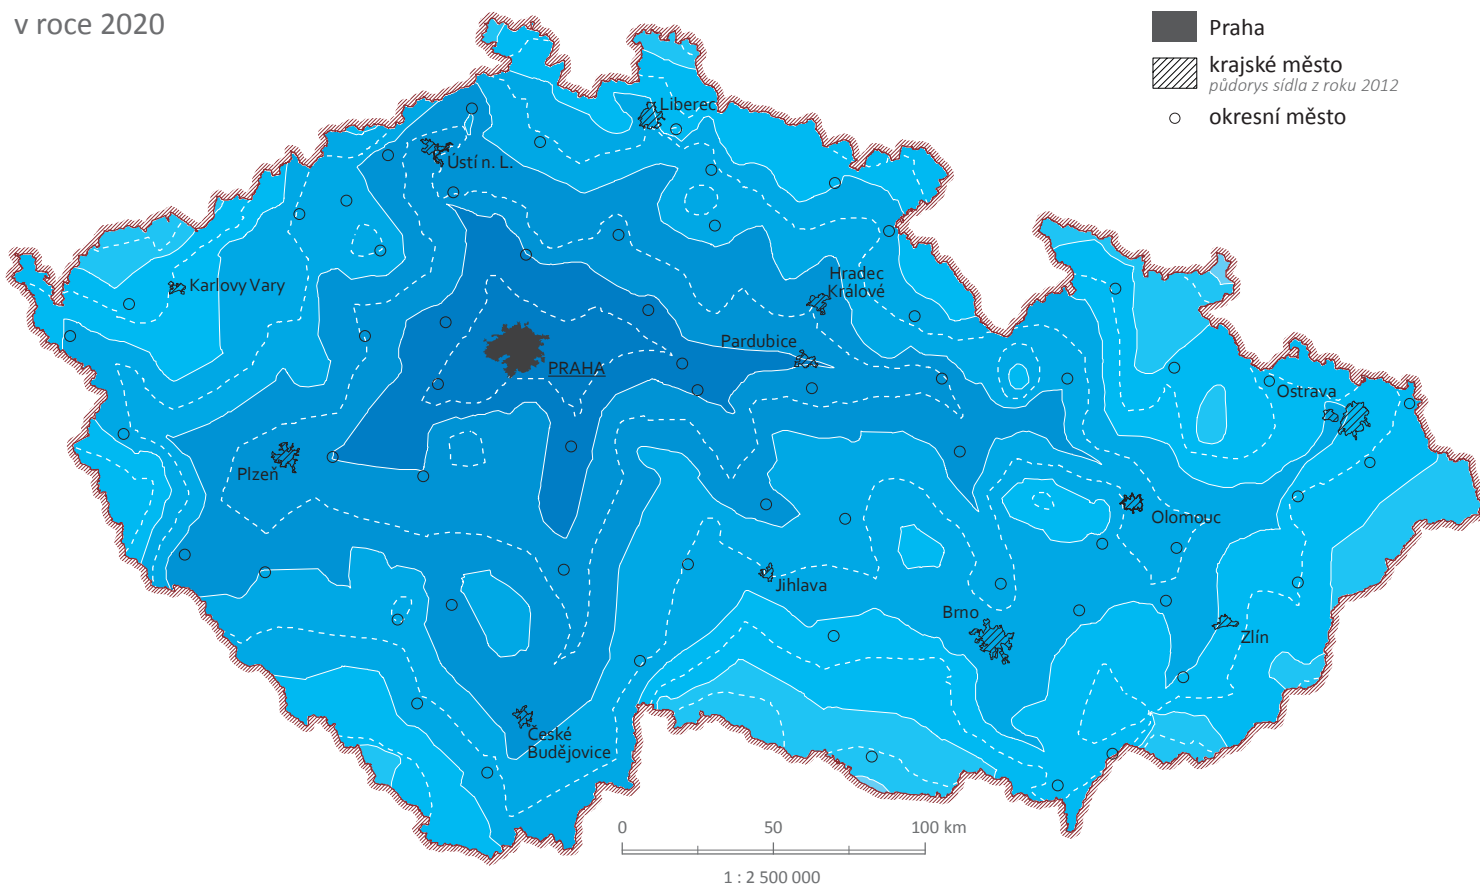 v roce 2020
Praha
krajské město
půdorys sídla z roku 2012
okresní město
Liberec
Ústí n. L.
Karlovy Vary
Hradec
Králové
Pardubice
PRAHA
Ostrava
Plzeň
Olomouc
Jihlava
Brno
Zlín
České
Budějovice
0 50 100 km
1 : 2 500 000